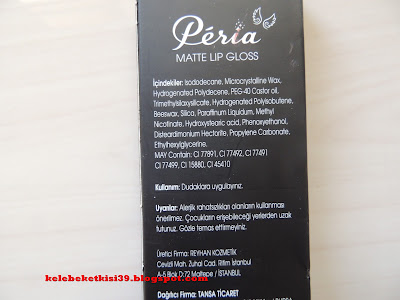 Péria
MATTE LIP GLOSS
İçindekiler: Isododecane, Microcrystalline Wax,
Hydrogenated Polydecene, PEG-40 Castor oil,
Trimethylsilaxysilicate, Hydrogenated Polyisobutene,
Beeswax, Silica, Paraffinum Liquidum, Methyl
Nicotinate, Hydroxystearic acid, Phenoxyethanol,
Disteardimonium Hectarite, Propylene Carbonate,
Ethylhexylglycerine.
MAY Contain: CI 77891, CI 77492, CI 77491
CI 77499, CI 15880, CI 45410
Kullanım: Dudaklara uygulayınız.
Uyarılar: Alerjik rahatsızlıkları olanların kullanması
önerilmez. Çocukların erişebileceği yerlerden uzak
tutunuz. Gözle temas ettirmeyiniz.
Üretici Firma: REYHAN KOZMETİK
Cevizli Mah. Zuhal Cad. Ritim İstanbul
A-5 Blok D.72 Maltepe / İSTANBUL
Dağıtıcı Firma: TANSA TİCARET
kelebeketkisi39.blogspot.com